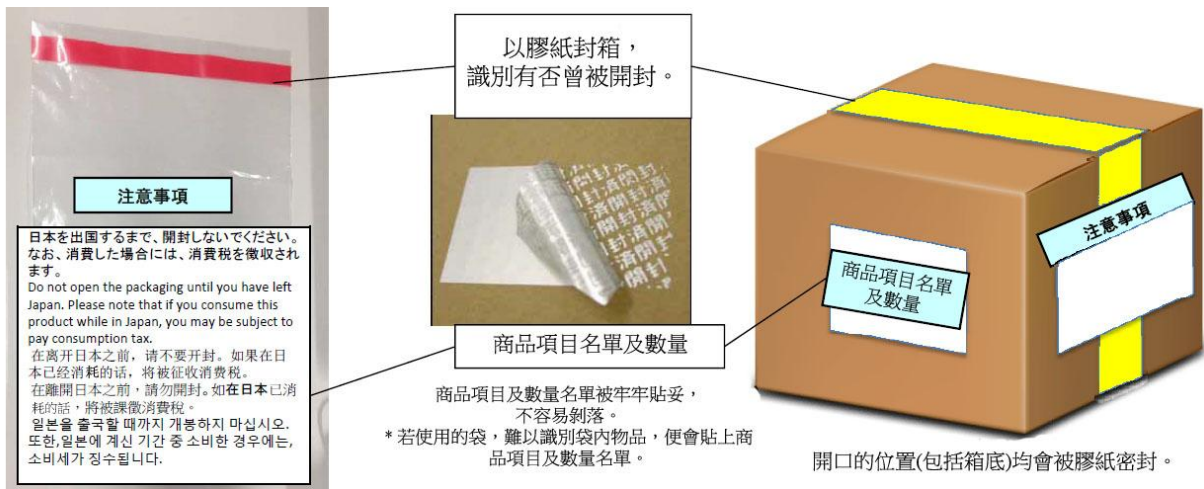 注意事項
日本を出国するまで、開封しないでください。
なお、消費した場合には、消費税を徴収され
ます。
Do not open the packaging until you have left
Japan. Please note that if you consume this
product while in Japan, you may be subject to
pay consumption tax.
在离开日本之前，请不要开封。如果在日
本已经消耗的话，将被征收消费税。
在離開日本之前，請勿開封。如在日本已消
耗的話，將被課徵消費稅。
일본을 출국할 때까지 개봉하지 마십시오.
또한,일본에 계신 기간 중 소비한 경우에는,
소비세가 징수됩니다.
以膠紙封箱，
識別有否曾被開封。
開封済
商品項目名單及數量
商品項目及數量名單被牢牢貼妥，
不容易剝落。
* 若使用的袋，難以識別袋內物品，便會貼上商
品項目及數量名單。
注意事項
商品項目名單
及數量
開口的位置(包括箱底)均會被膠紙密封。